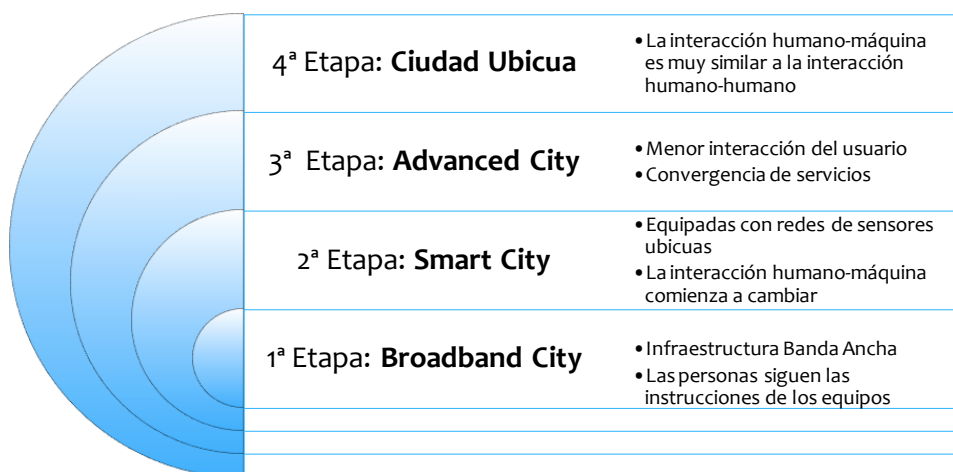 4ª Etapa: Ciudad Ubicua
•La interacción humano-máquina
es muy similar a la interacción
humano-humano
3ª Etapa: Advanced City
•Menor interacción del usuario
•Convergencia de servicios
2ª Etapa: Smart City
•Equipadas con redes de sensores
ubicuas
•La interacción humano-máquina
comienza a cambiar
1ª Etapa: Broadband City
•Infraestructura Banda Ancha
•Las personas siguen las
instrucciones de los equipos